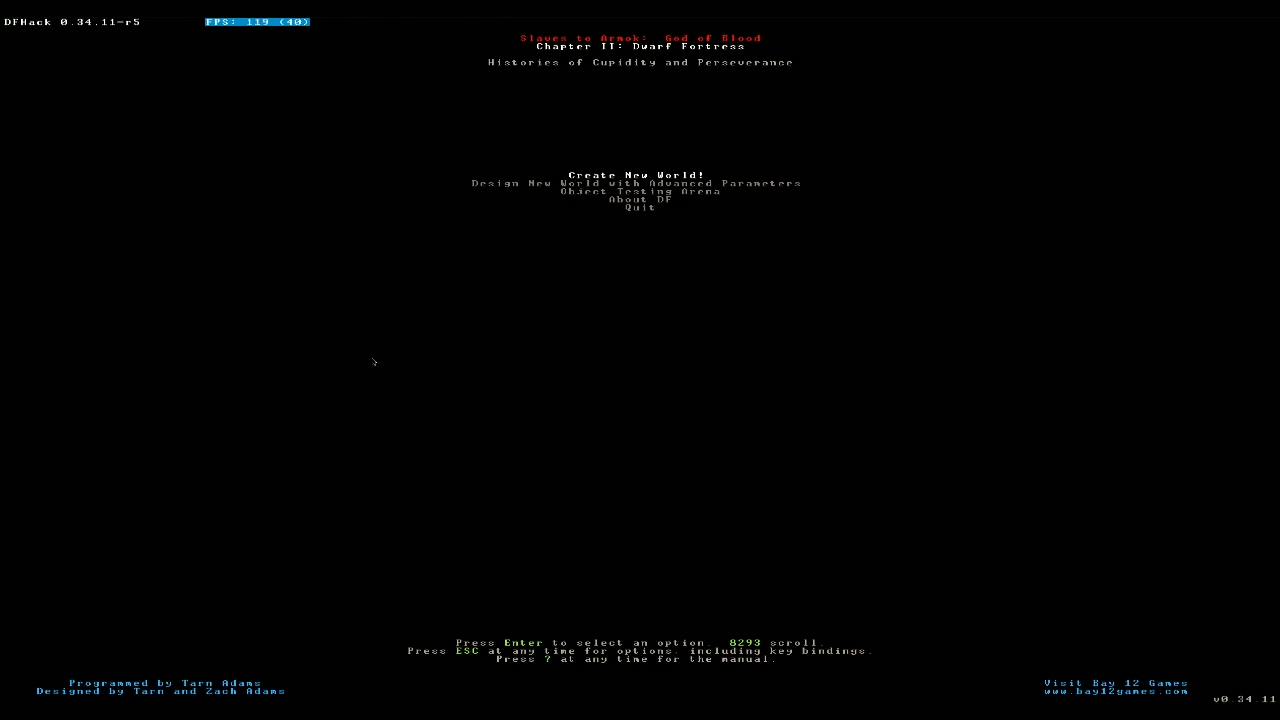 DFHack 0.34.11-r5 FPS: 119 (40)
Slaves to Armok: God of Blood
Chapter II: Dwarf Fortress
Histories of Cupidity and Perseverance
Create New World!
Design New World with Advanced Parameters
Object Testing Arena
About DF
Quit
Press Enter to select an option. 8293 scroll.
Press ESC at any time for options, including key bindings.
Press ? at any time for the manual.
Programmed by Tarn Adams
Designed by Tarn and Zach Adams
Visit Bay 12 Games
www.bay12games.com
v0.34.11